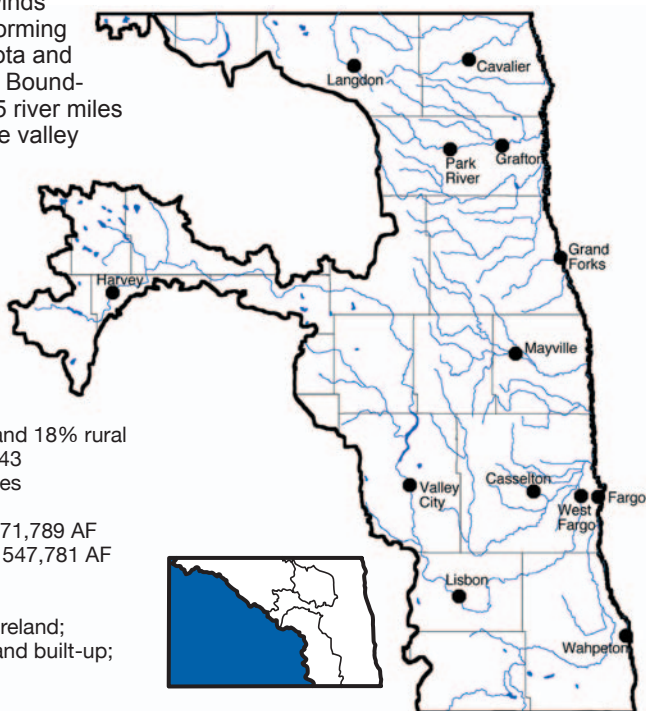 inds
orming
ota and
Bound-
5 river miles
e valley
Langdon
Cavalier
Park
River
Grafton
Grand
Forks
Harvey
Mayville
and 18% rural
43
es
Valley
City
Casselton
West
Fargo
Fargo
71,789 AF
547,781 AF
Lisbon
reland;
and built-up;
Wahpeton